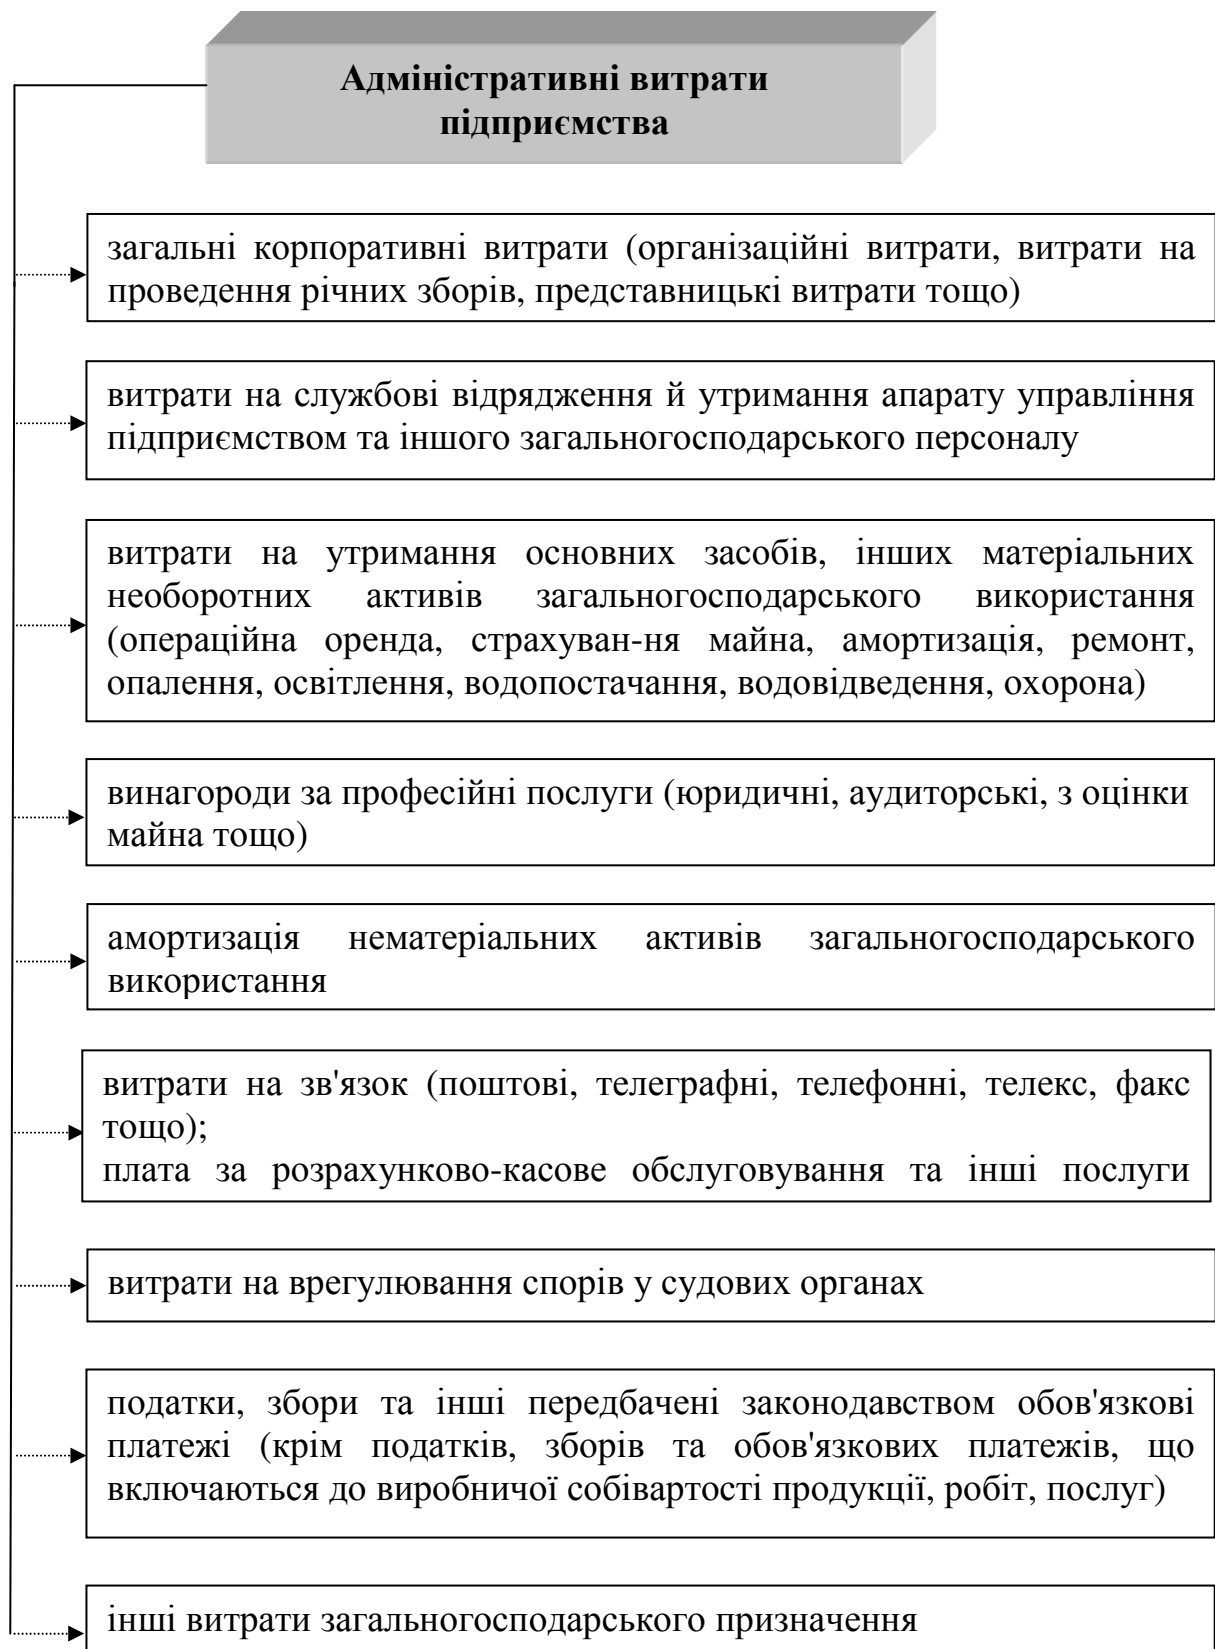 Адміністративні витрати
підприємства
загальні корпоративні витрати (організаційні витрати, витрати на
проведення річних зборів, представницькі витрати тощо)
витрати на службові відрядження й утримання апарату управління
підприємством та іншого загальногосподарського персоналу
витрати на утримання основних засобів, інших матеріальних
необоротних активів загальногосподарського використання
(операційна оренда, страхуван-ня майна, амортизація, ремонт,
опалення, освітлення, водопостачання, водовідведення, охорона)
винагороди за професійні послуги (юридичні, аудиторські, з оцінки
майна тощо)
амортизація нематеріальних активів загальногосподарського
використання
витрати на зв'язок (поштові, телеграфні, телефонні, телекс, факс
тощо);
плата за розрахунково-касове обслуговування та інші послуги
витрати на врегулювання спорів у судових органах
податки, збори та інші передбачені законодавством обов'язкові
платежі (крім податків, зборів та обов'язкових платежів, що
включаються до виробничої собівартості продукції, робіт, послуг)
інші витрати загальногосподарського призначення